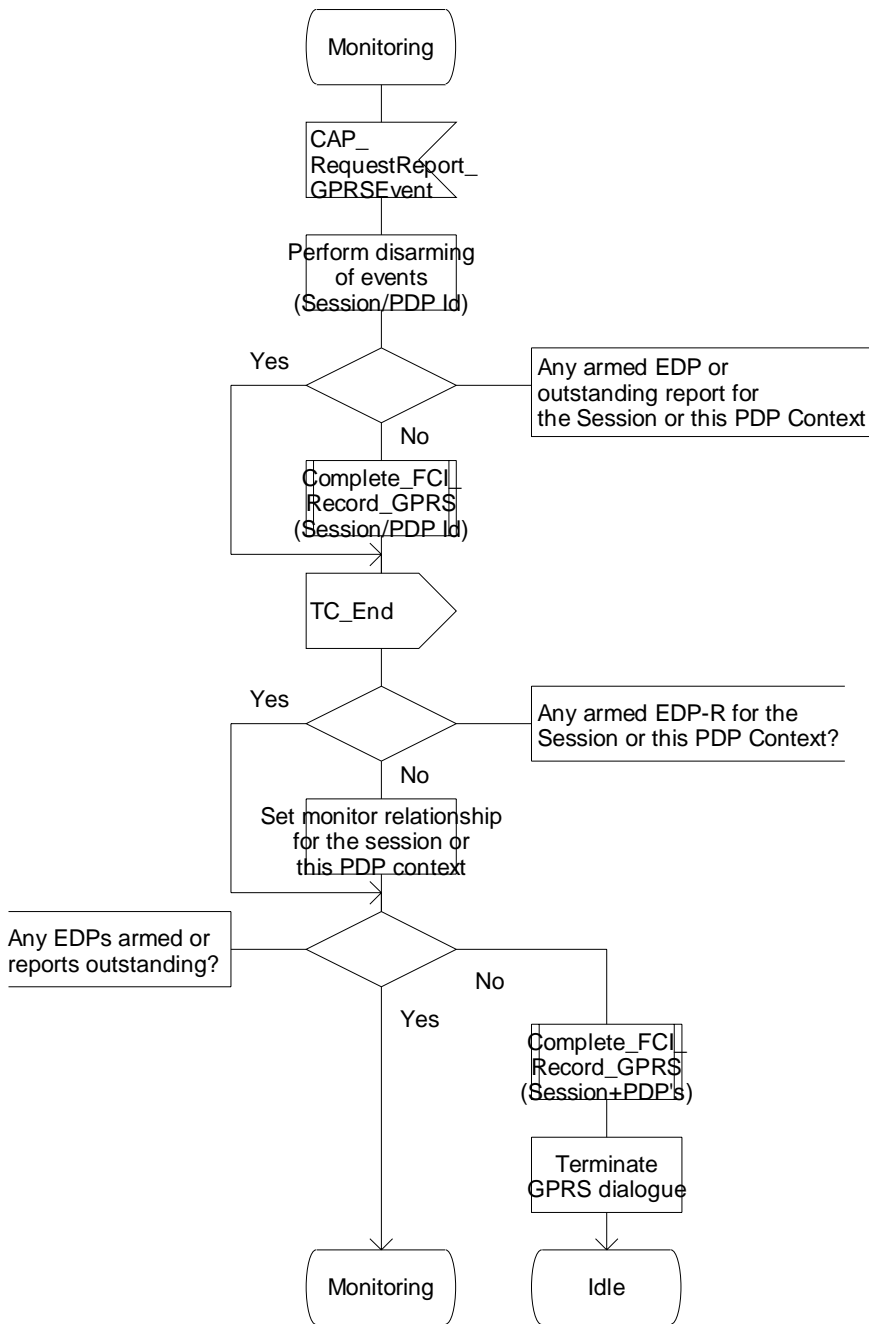 Monitoring
CAP_
RequestReport_
GPRSEvent
Perform disarming
of events
(Session/PDP Id)
Yes
Any armed EDP or
outstanding report for
the Session or this PDP Context
No
Complete_FCI_
Record_GPRS
(Session/PDP Id)
TC_End
Yes
Any armed EDP-R for the
Session or this PDP Context?
No
Set monitor relationship
for the session or
this PDP context
Any EDPs armed or
reports outstanding?
No
Yes
Complete_FCI_
Record_GPRS
(Session+PDP's)
Terminate
GPRS dialogue
Monitoring
Idle